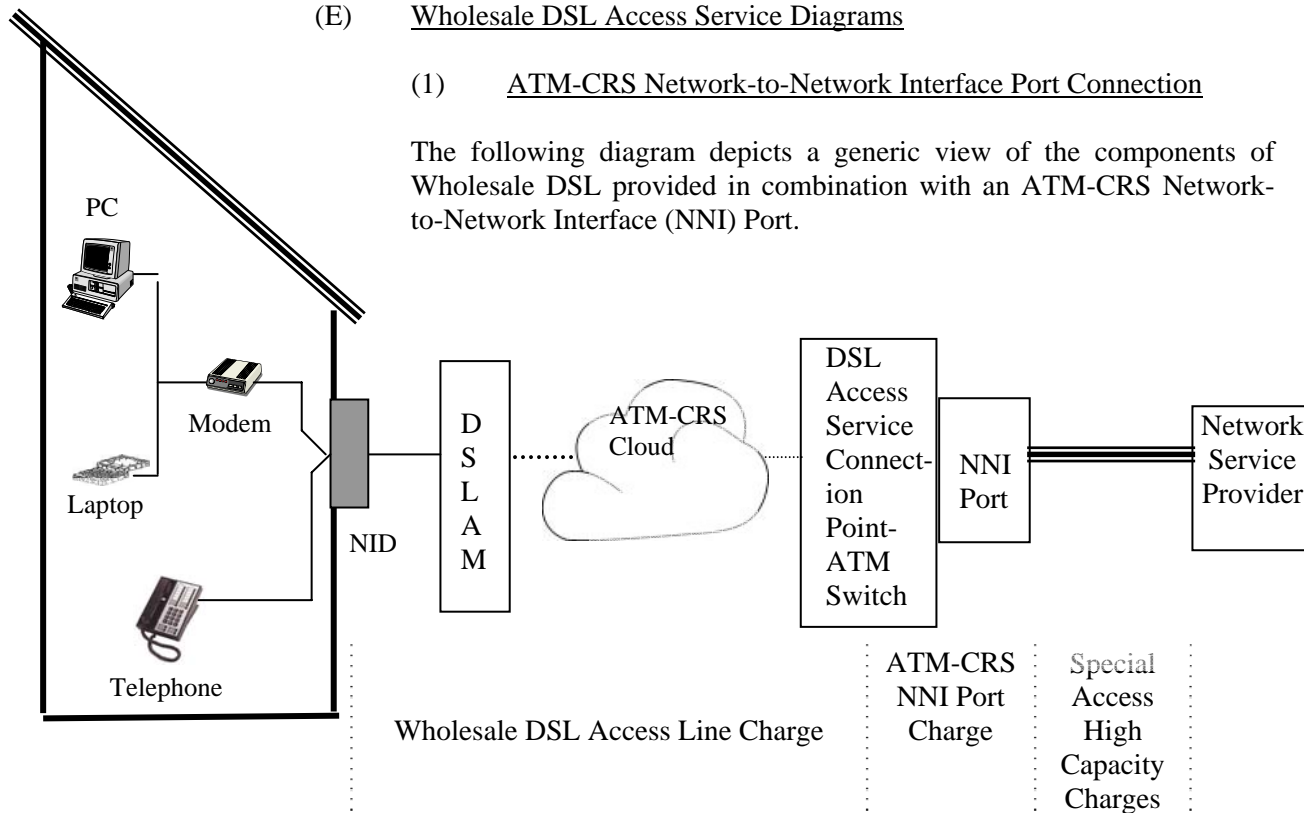 (E) Wholesale DSL Access Service Diagrams
(1) ATM-CRS Network-to-Network Interface Port Connection
The following diagram depicts a generic view of the components of
Wholesale DSL provided in combination with an ATM-CRS Network-
to-Network Interface (NNI) Port.
PC
Modem
Laptop
Telephone
NID
D
S
L
A
M
ATM-CRS
Cloud
DSL
Access
Service
Connect-
ion
Point-
ATM
Switch
NNI
Port
Network
Service
Provider
Wholesale DSL Access Line Charge
ATM-CRS
NNI Port
Charge
Special
Access
High
Capacity
Charges